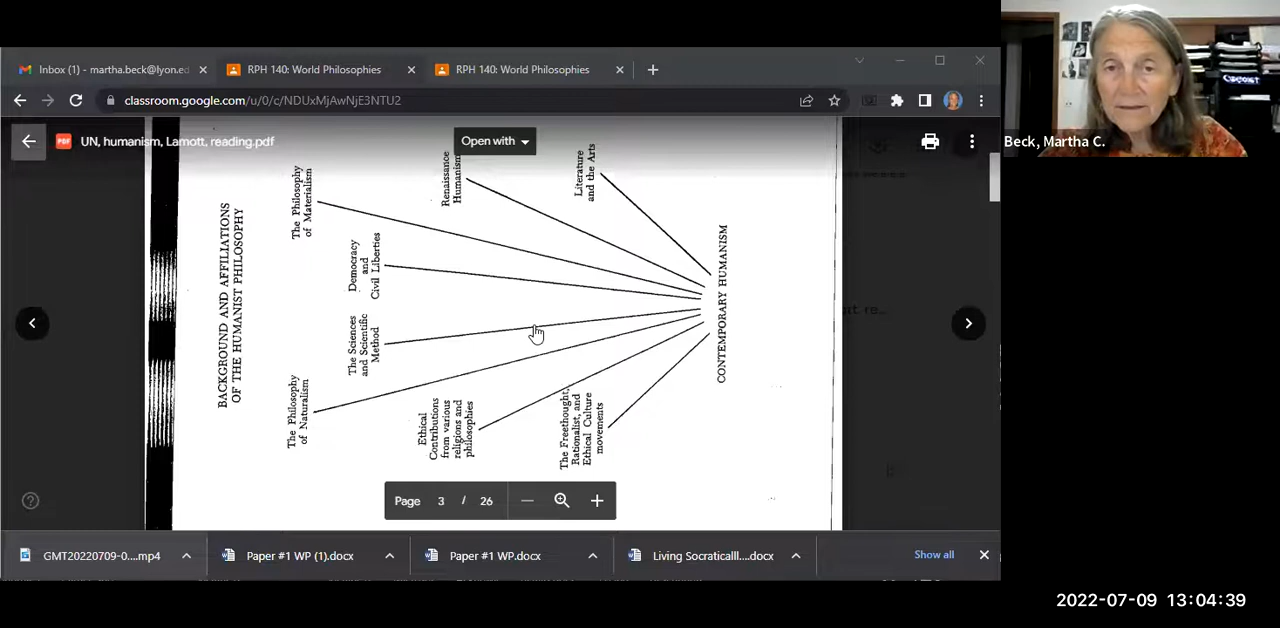 Inbox (1) - martha.beck@lyon.ed
RPH 140: World Philosophies
RPH 140: World Philosophies
classroom.google.com/u/0/c/NDUxMjAwNjE3NTU2
UN, humanism, Lamott, reading.pdf
Open with
BACKGROUND AND AFFILIATIONS
OF THE HUMANIST PHILOSOPHY
The Philosophy
of Naturalism
The Sciences
and Scientific
Method
Democracy
and
Civil Liberties
The Philosophy
of Materialism
Ethical
Contributions
from various
religions and
philosophies
Renaissance
Humanism
The Freethought,
Rationalist, and
Ethical Culture
movements
Literature
and the Arts
CONTEMPORARY HUMANISM
Page 3 / 26
GMT20220709-0....mp4
Paper #1 WP (1).docx
Paper #1 WP.docx
Living Socraticalll....docx
Show all
Beck, Martha C.
2022-07-09 13:04:39